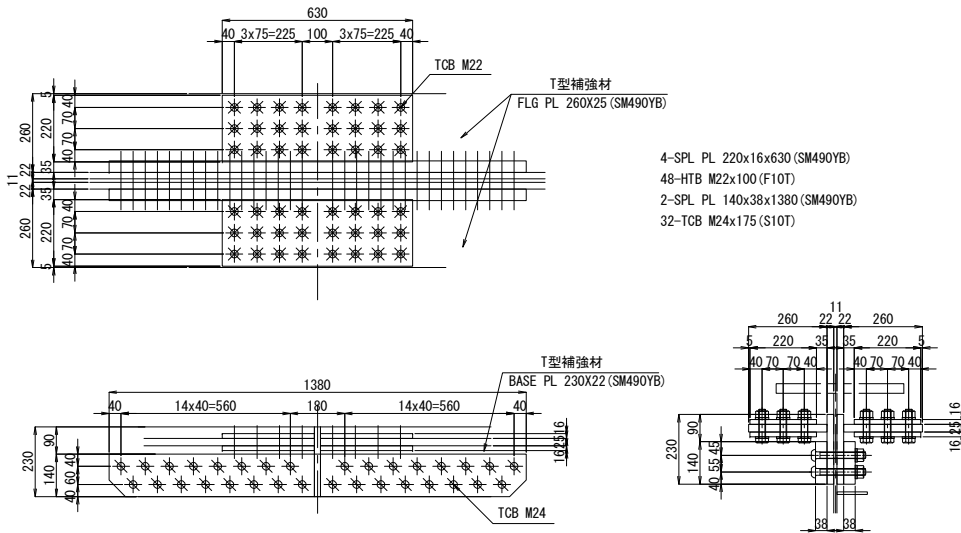 630
40 3x75=225 100 3x75=225 40
TCB M22
T型補強材
FLG PL 260X25(SM490YB)
5
40
70
70
40
220
260
35
22
11
22
35
40
70
70
40
220
260
5
4-SPL PL 220x16x630(SM490YB)
48-HTB M22x100(F10T)
2-SPL PL 140x38x1380(SM490YB)
32-TCB M24x175(S10T)
T型補強材
BASE PL 230X22(SM490YB)
1380
40 14x40=560 180 14x40=560 40
230
90
140
40
60
40
16
25
16
TCB M24
11
260 22 22 260
5 220 35 35 220 5
40 70 70 40 40 70 70 40
230
90
140
45
55
40
16
25
16
38 38